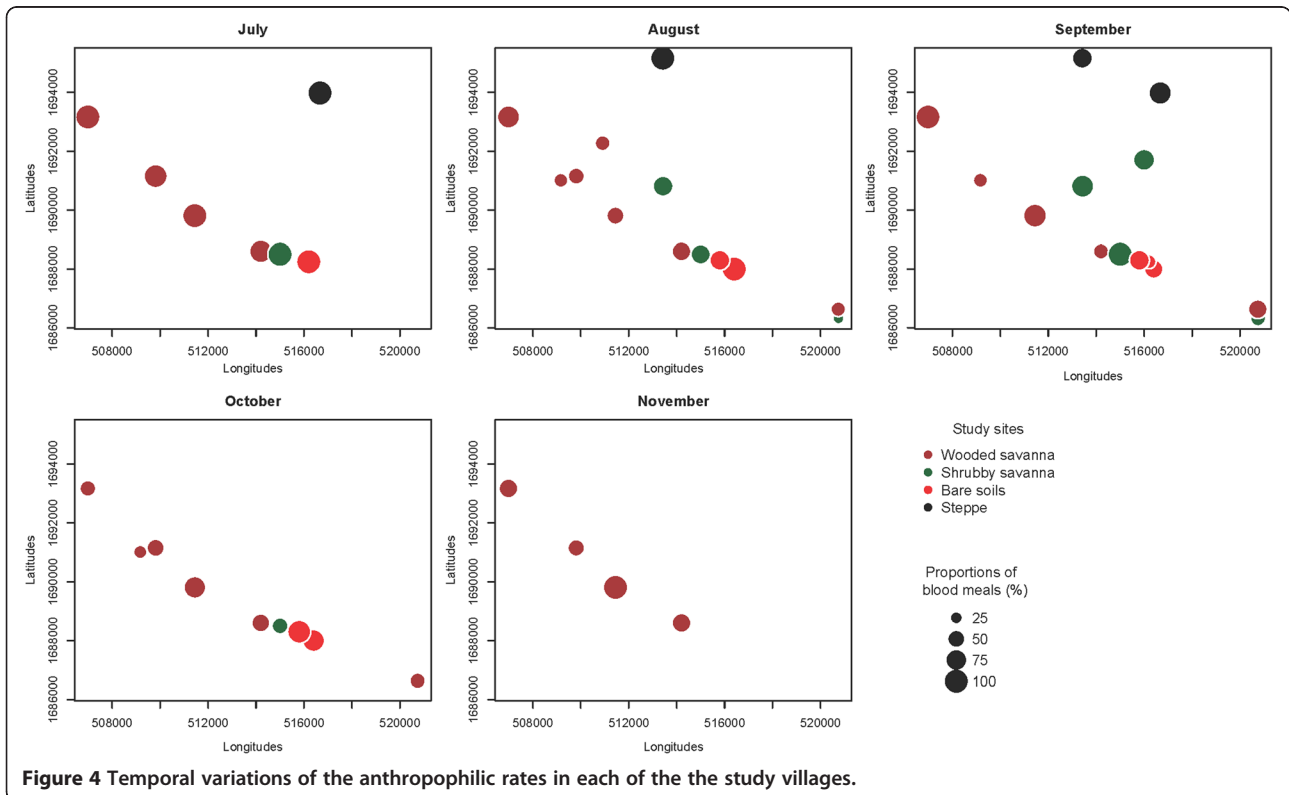 July
August
September
Latitudes
1686000 1688000 1690000 1692000 1694000
508000 512000 516000 520000
Longitudes
Latitudes
1686000 1688000 1690000 1692000 1694000
508000 512000 516000 520000
Longitudes
Latitudes
1686000 1688000 1690000 1692000 1694000
508000 512000 516000 520000
Longitudes
October
November
Latitudes
1686000 1688000 1690000 1692000 1694000
508000 512000 516000 520000
Longitudes
Latitudes
1686000 1688000 1690000 1692000 1694000
508000 512000 516000 520000
Longitudes
Study sites
Wooded savanna
Shrubby savanna
Bare soils
Steppe
Proportions of
blood meals (%)
25
50
75
100
Figure 4 Temporal variations of the anthropophilic rates in each of the the study villages.